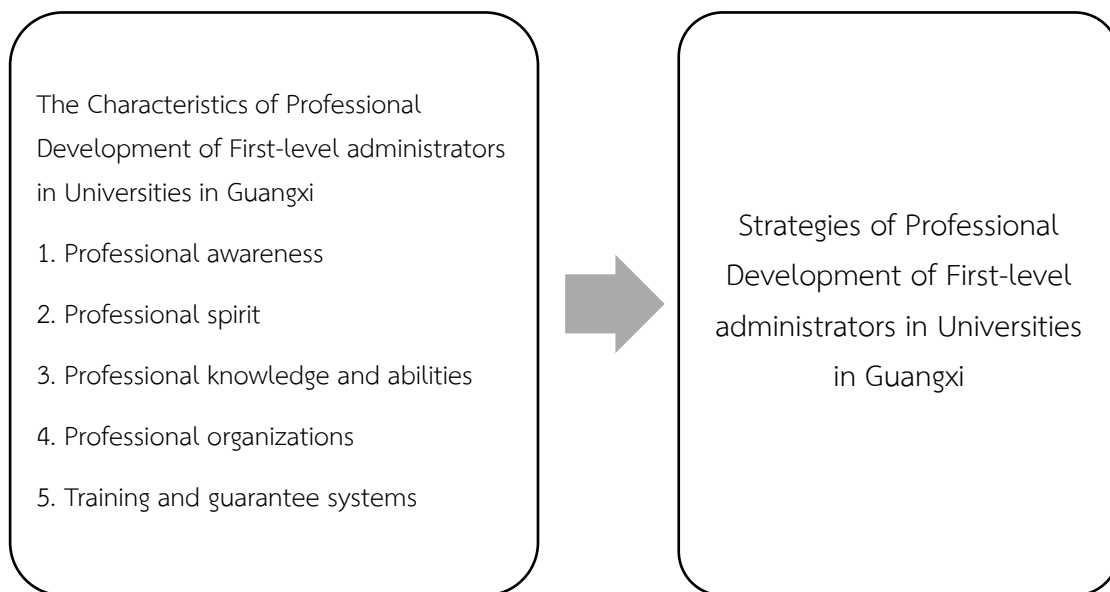 The Characteristics of Professional
Development of First-level administrators
in Universities in Guangxi
1. Professional awareness
2. Professional spirit
3. Professional knowledge and abilities
4. Professional organizations
5. Training and guarantee systems
Strategies of Professional
Development of First-level
administrators in Universities
in Guangxi